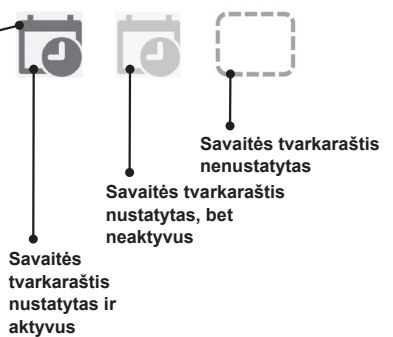 Savaitės tvarkaraštis
nenustatytas
Savaitės tvarkaraštis
nustatytas, bet
neaktyvus
Savaitės
tvarkaraštis
nustatytas ir
aktyvus